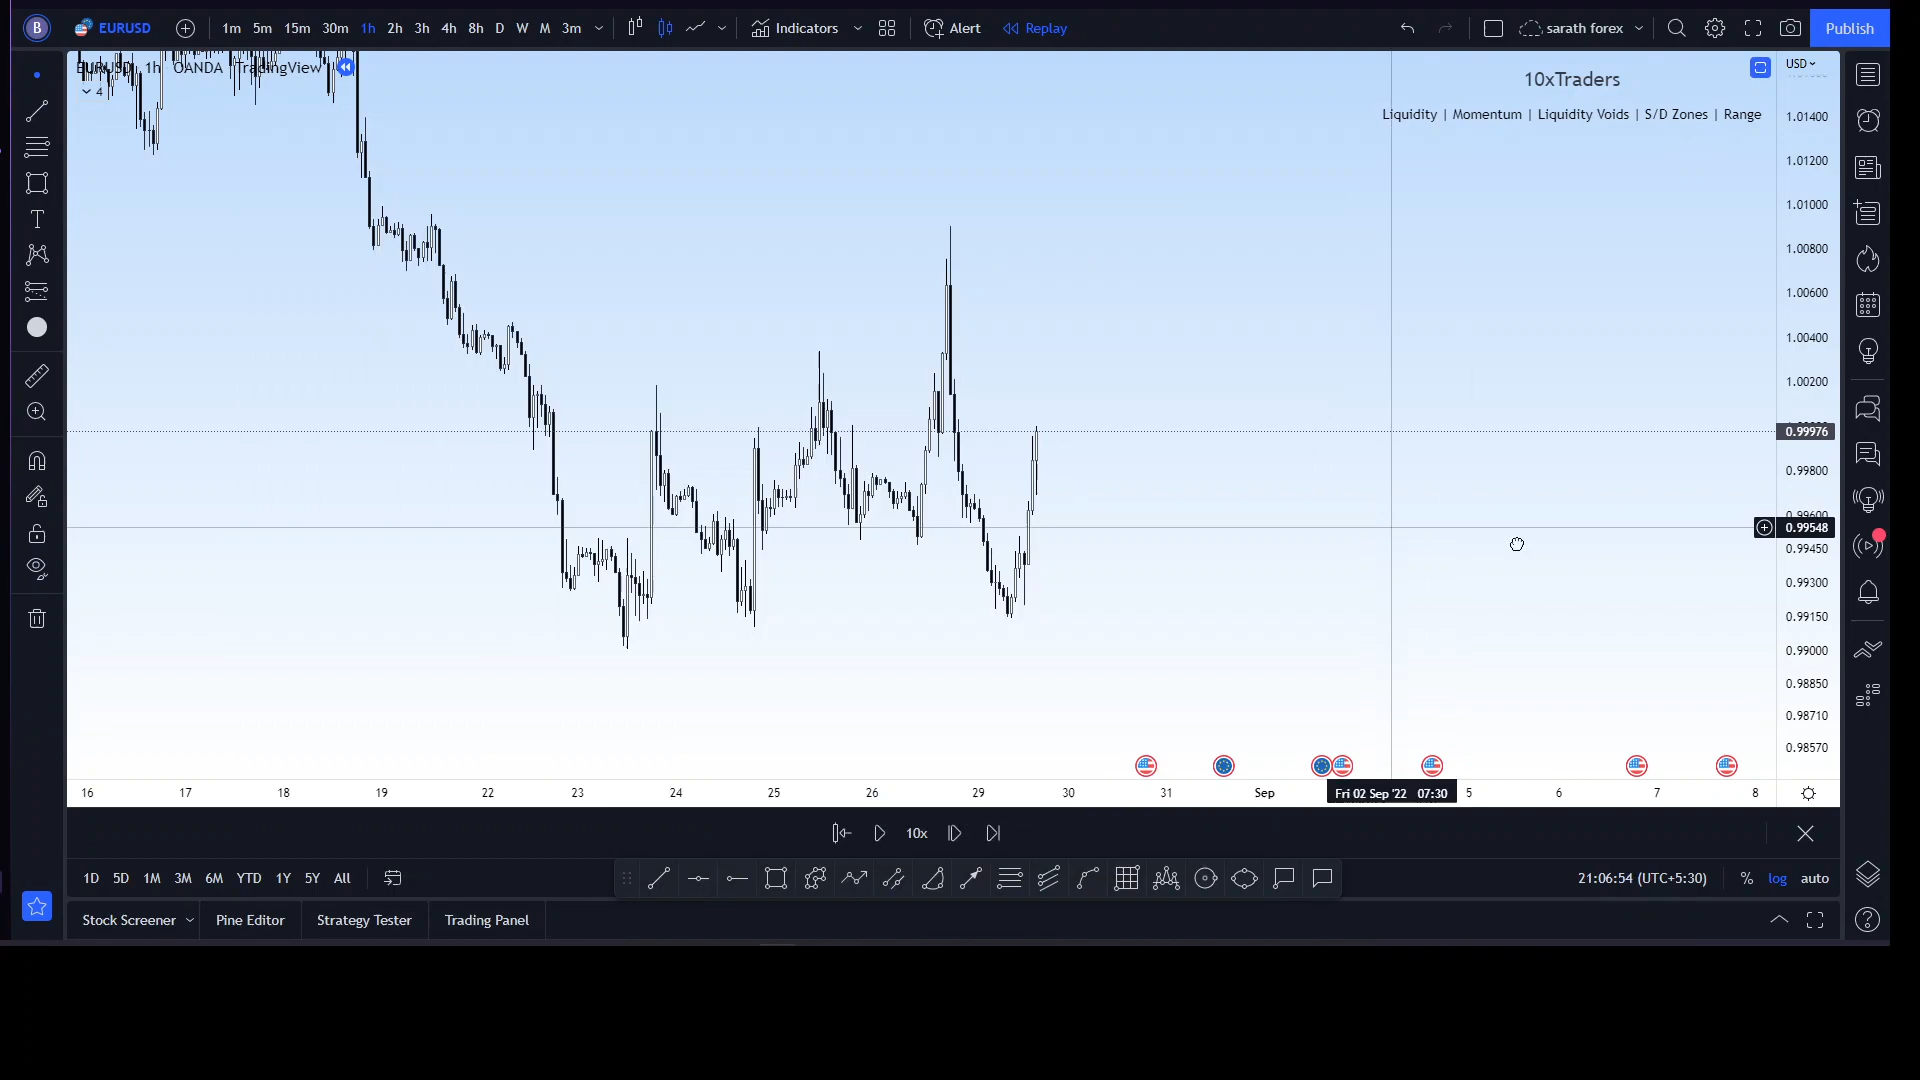 B EURUSD 1m 5m 15m 30m 1h 2h 3h 4h 8h D W M 3m Indicators Alert Replay sarath forex Publish
EURUSD 1h OANDA TradingView
4
10xTraders
Liquidity | Momentum | Liquidity Voids | S/D Zones | Range
USD
1.01400
1.01200
1.01000
1.00800
1.00600
1.00400
1.00200
0.99976
0.99800
0.99600
0.99548
0.99450
0.99300
0.99150
0.99000
0.98850
0.98710
0.98570
16 17 18 19 22 23 24 25 26 29 30 31 Sep Fri 02 Sep '22 07:30 5 6 7 8
10x
1D 5D 1M 3M 6M YTD 1Y 5Y All 21:06:54 (UTC+5:30) % log auto
Stock Screener Pine Editor Strategy Tester Trading Panel